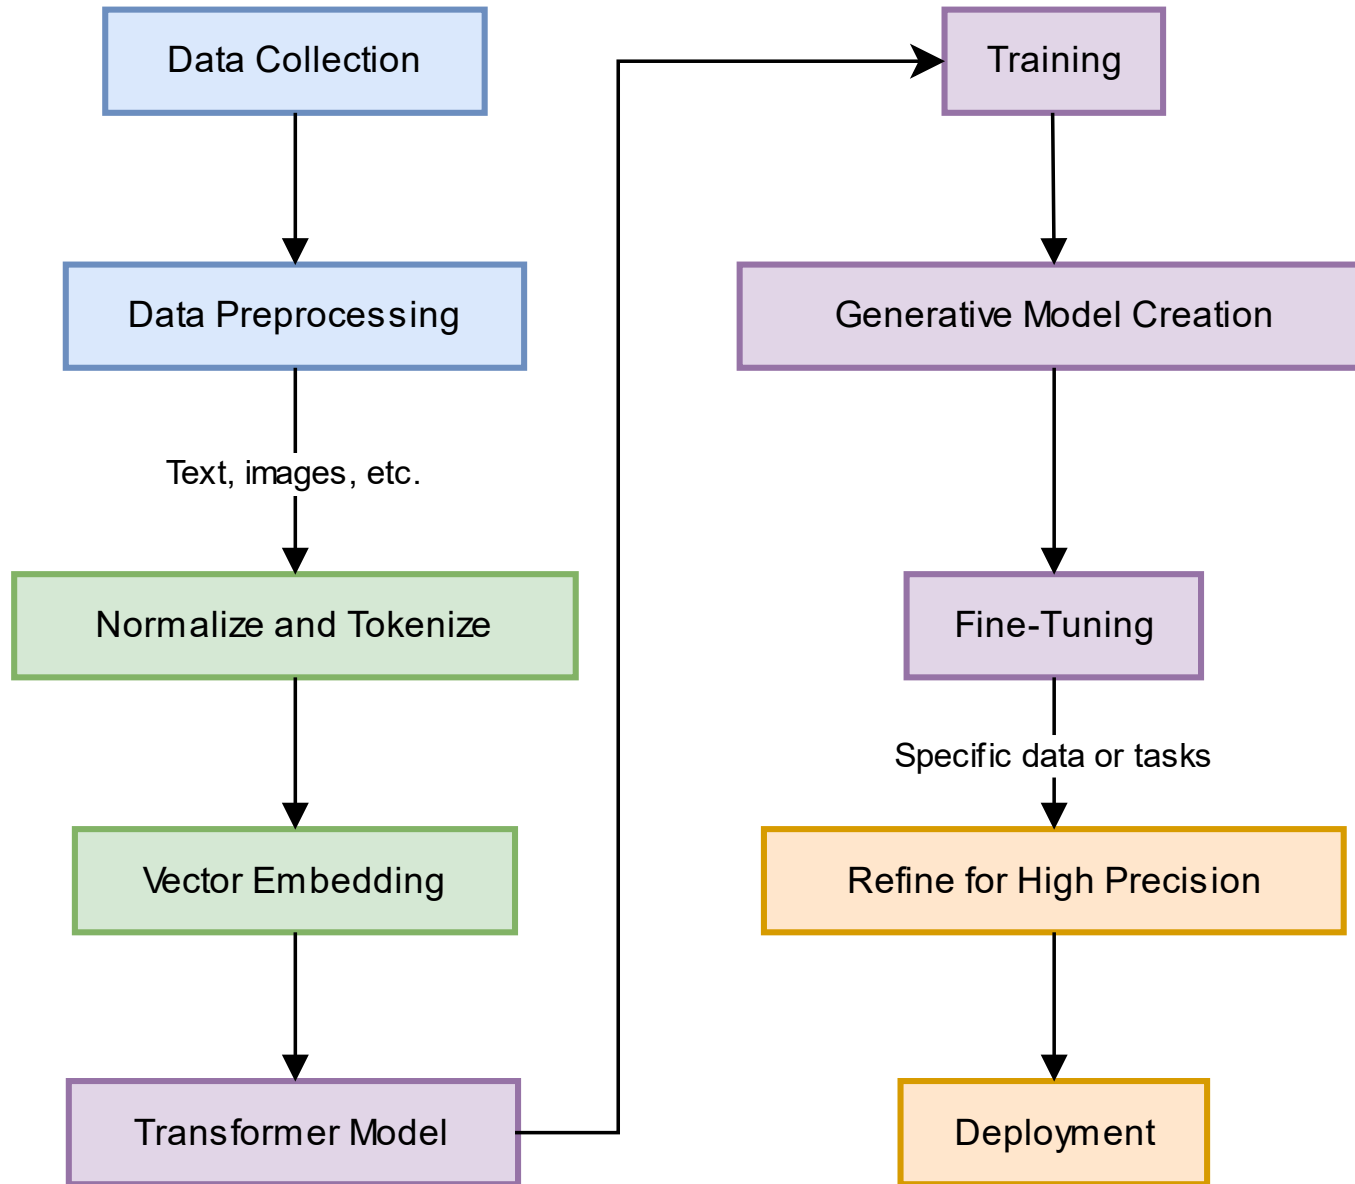 Data Collection
Data Preprocessing
Text, images, etc.
Normalize and Tokenize
Vector Embedding
Transformer Model
Training
Generative Model Creation
Fine-Tuning
Specific data or tasks
Refine for High Precision
Deployment